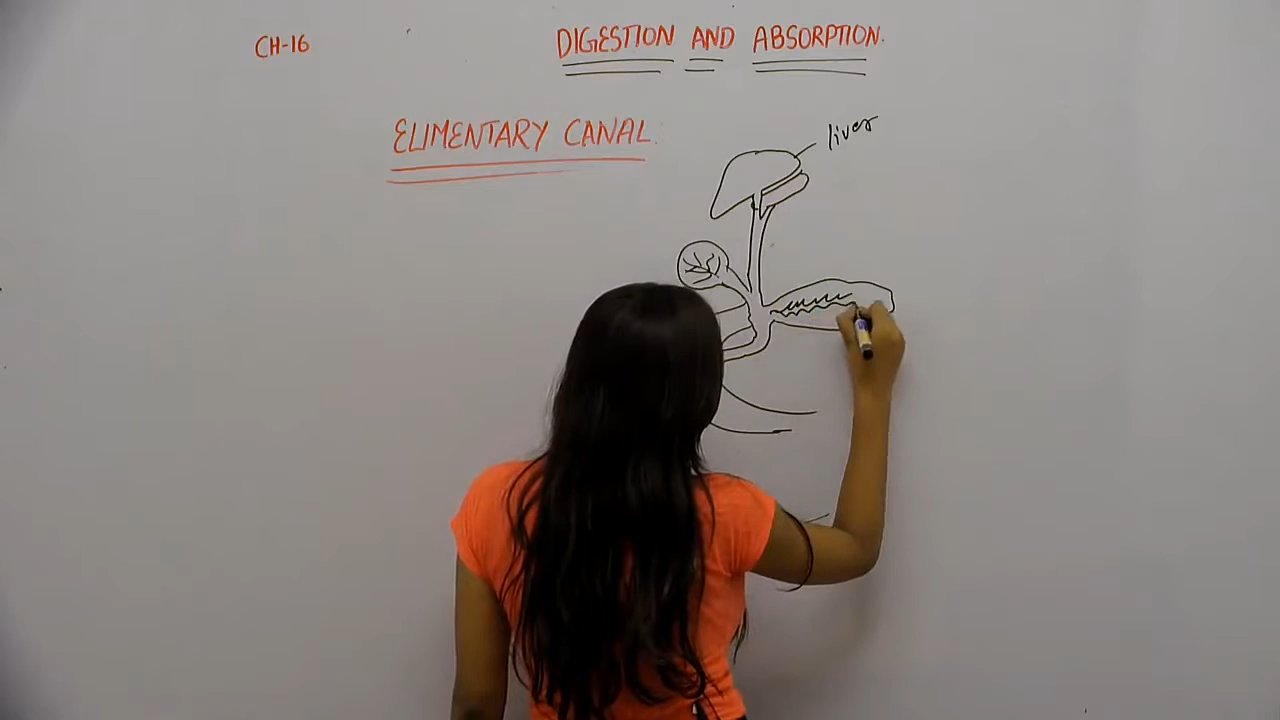 CH-16
DIGESTION AND ABSORPTION.
ELIMENTARY CANAL.
liver